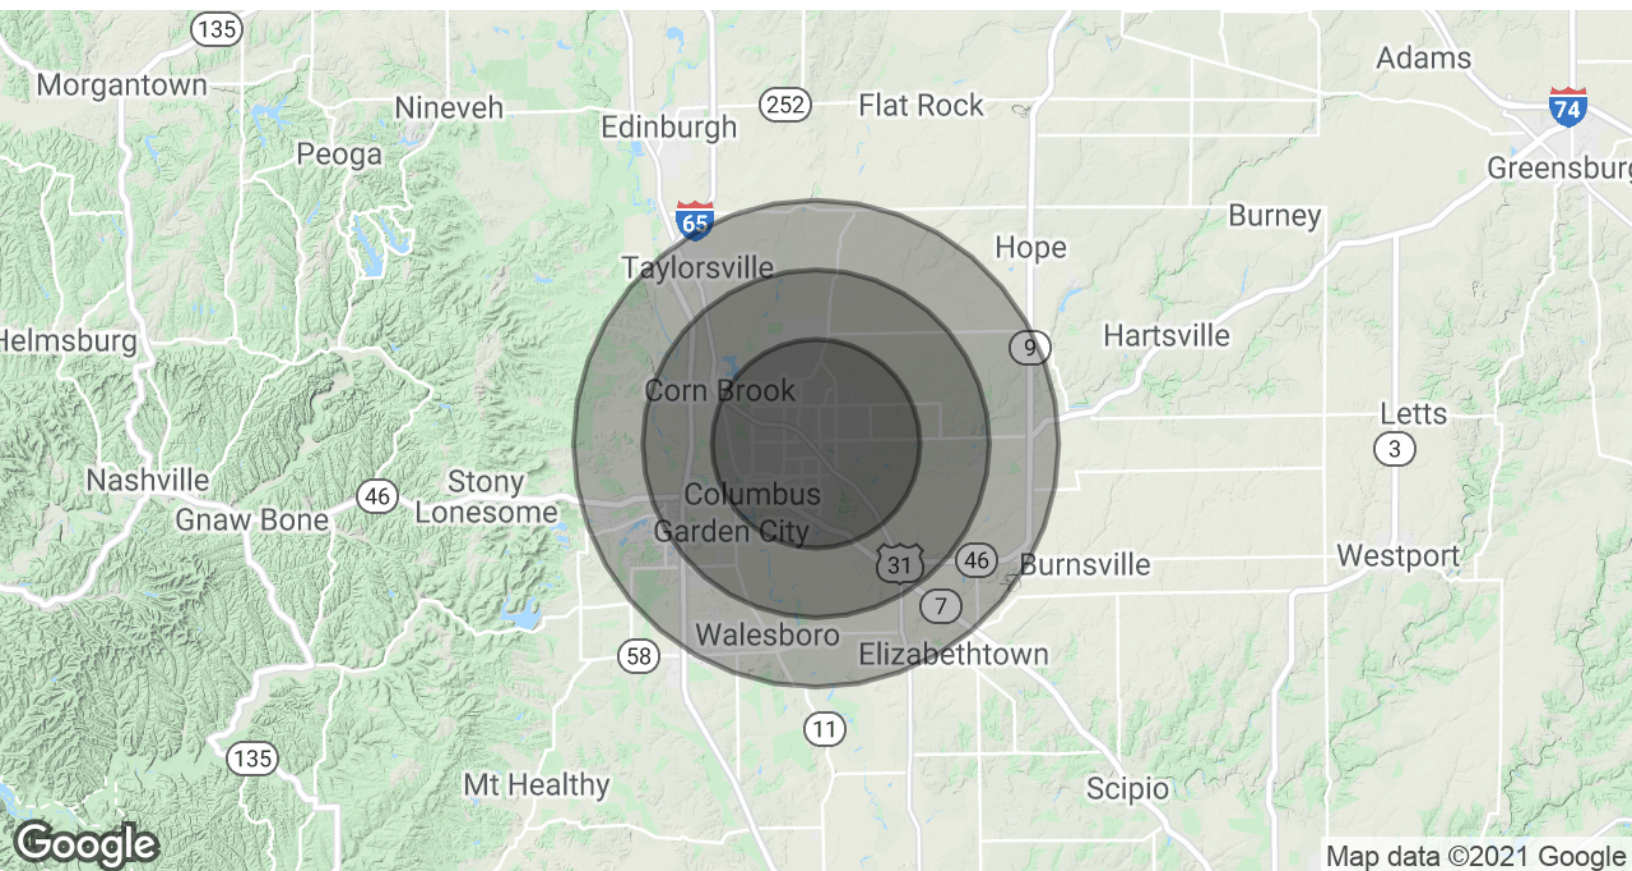 135
Morgantown
Nineveh
252
Flat Rock
Adams
74
Edinburgh
Peoga
Greensburg
65
Burney
Hope
Taylorsville
Helmsburg
9
Hartsville
Corn Brook
Letts
3
Nashville
46
Stony
Lonesome
Columbus
Gnaw Bone
Garden City
31
46
Burnsville
Westport
7
Walesboro
58
Elizabethtown
11
135
Mt Healthy
Scipio
Google
Map data ©2021 Google